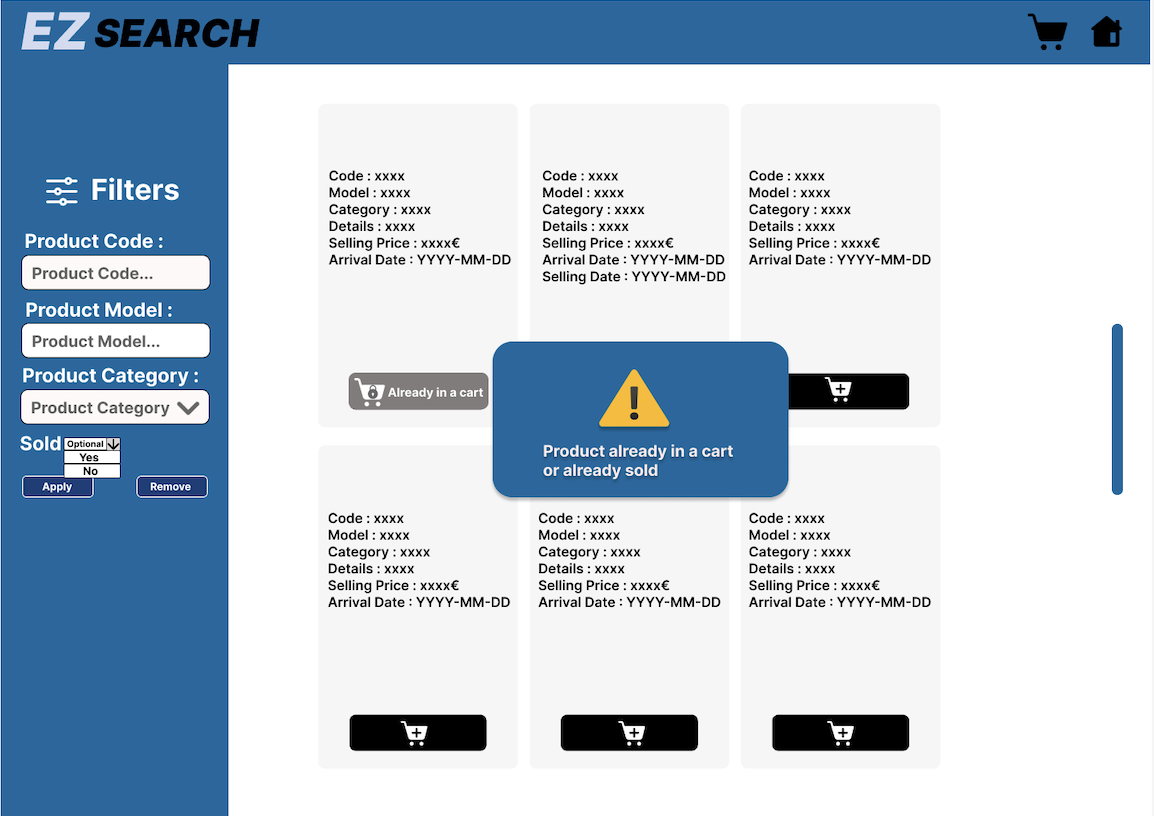 EZ SEARCH
Filters
Product Code :
Product Code...
Product Model :
Product Model...
Product Category :
Product Category
Sold Optional
Yes
No
Apply Remove
Code : xxxx
Model : xxxx
Category : xxxx
Details : xxxx
Selling Price : xxxx€
Arrival Date : YYYY-MM-DD
Already in a cart
Code : xxxx
Model : xxxx
Category : xxxx
Details : xxxx
Selling Price : xxxx€
Arrival Date : YYYY-MM-DD
Selling Date : YYYY-MM-DD
Code : xxxx
Model : xxxx
Category : xxxx
Details : xxxx
Selling Price : xxxx€
Arrival Date : YYYY-MM-DD
Product already in a cart
or already sold
Code : xxxx
Model : xxxx
Category : xxxx
Details : xxxx
Selling Price : xxxx€
Arrival Date : YYYY-MM-DD
Code : xxxx
Model : xxxx
Category : xxxx
Details : xxxx
Selling Price : xxxx€
Arrival Date : YYYY-MM-DD
Code : xxxx
Model : xxxx
Category : xxxx
Details : xxxx
Selling Price : xxxx€
Arrival Date : YYYY-MM-DD